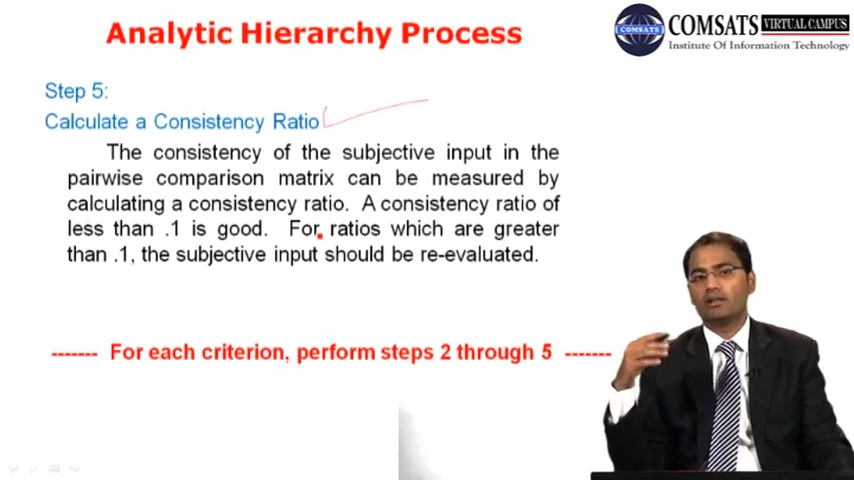 Analytic Hierarchy Process
COMSATS
COMSATS VIRTUAL CAMPUS
Institute Of Information Technology
Step 5:
Calculate a Consistency Ratio
The consistency of the subjective input in the
pairwise comparison matrix can be measured by
calculating a consistency ratio. A consistency ratio of
less than .1 is good. For ratios which are greater
than .1, the subjective input should be re-evaluated.
------- For each criterion, perform steps 2 through 5 -------